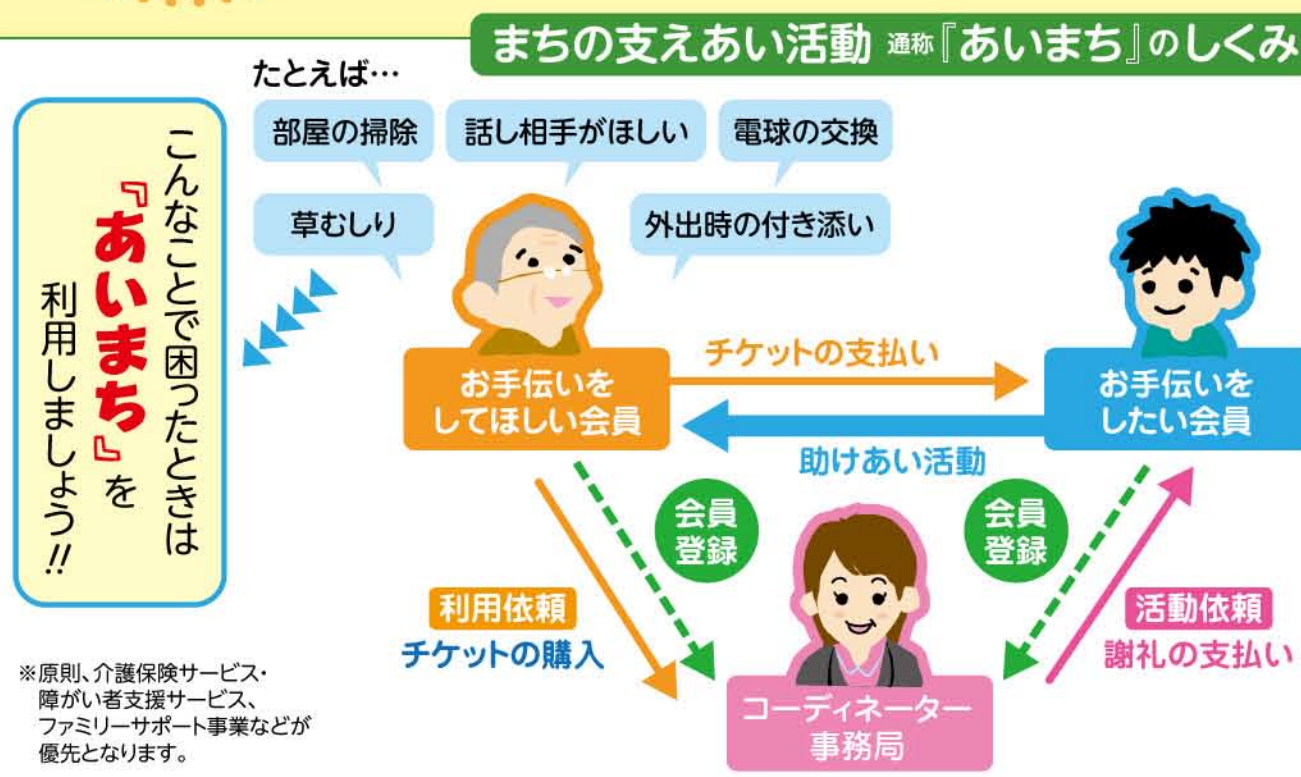 まちの支えあい活動 通称『あいまち』のしくみ
たとえば…
部屋の掃除
話し相手がほしい
電球の交換
草むしり
外出時の付き添い
こんなことで困ったときは
『あいまち』を
利用しましょう!!
お手伝いを
してほしい会員
チケットの支払い
助けあい活動
お手伝いを
したい会員
会員
登録
会員
登録
利用依頼
チケットの購入
活動依頼
謝礼の支払い
コーディネーター
事務局
※原則、介護保険サービス・
障がい者支援サービス、
ファミリーサポート事業などが
優先となります。